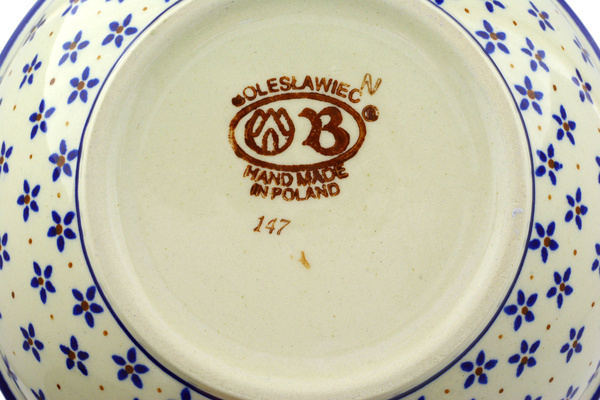 BOLESŁAWIEC N
B
HAND MADE
IN POLAND
147